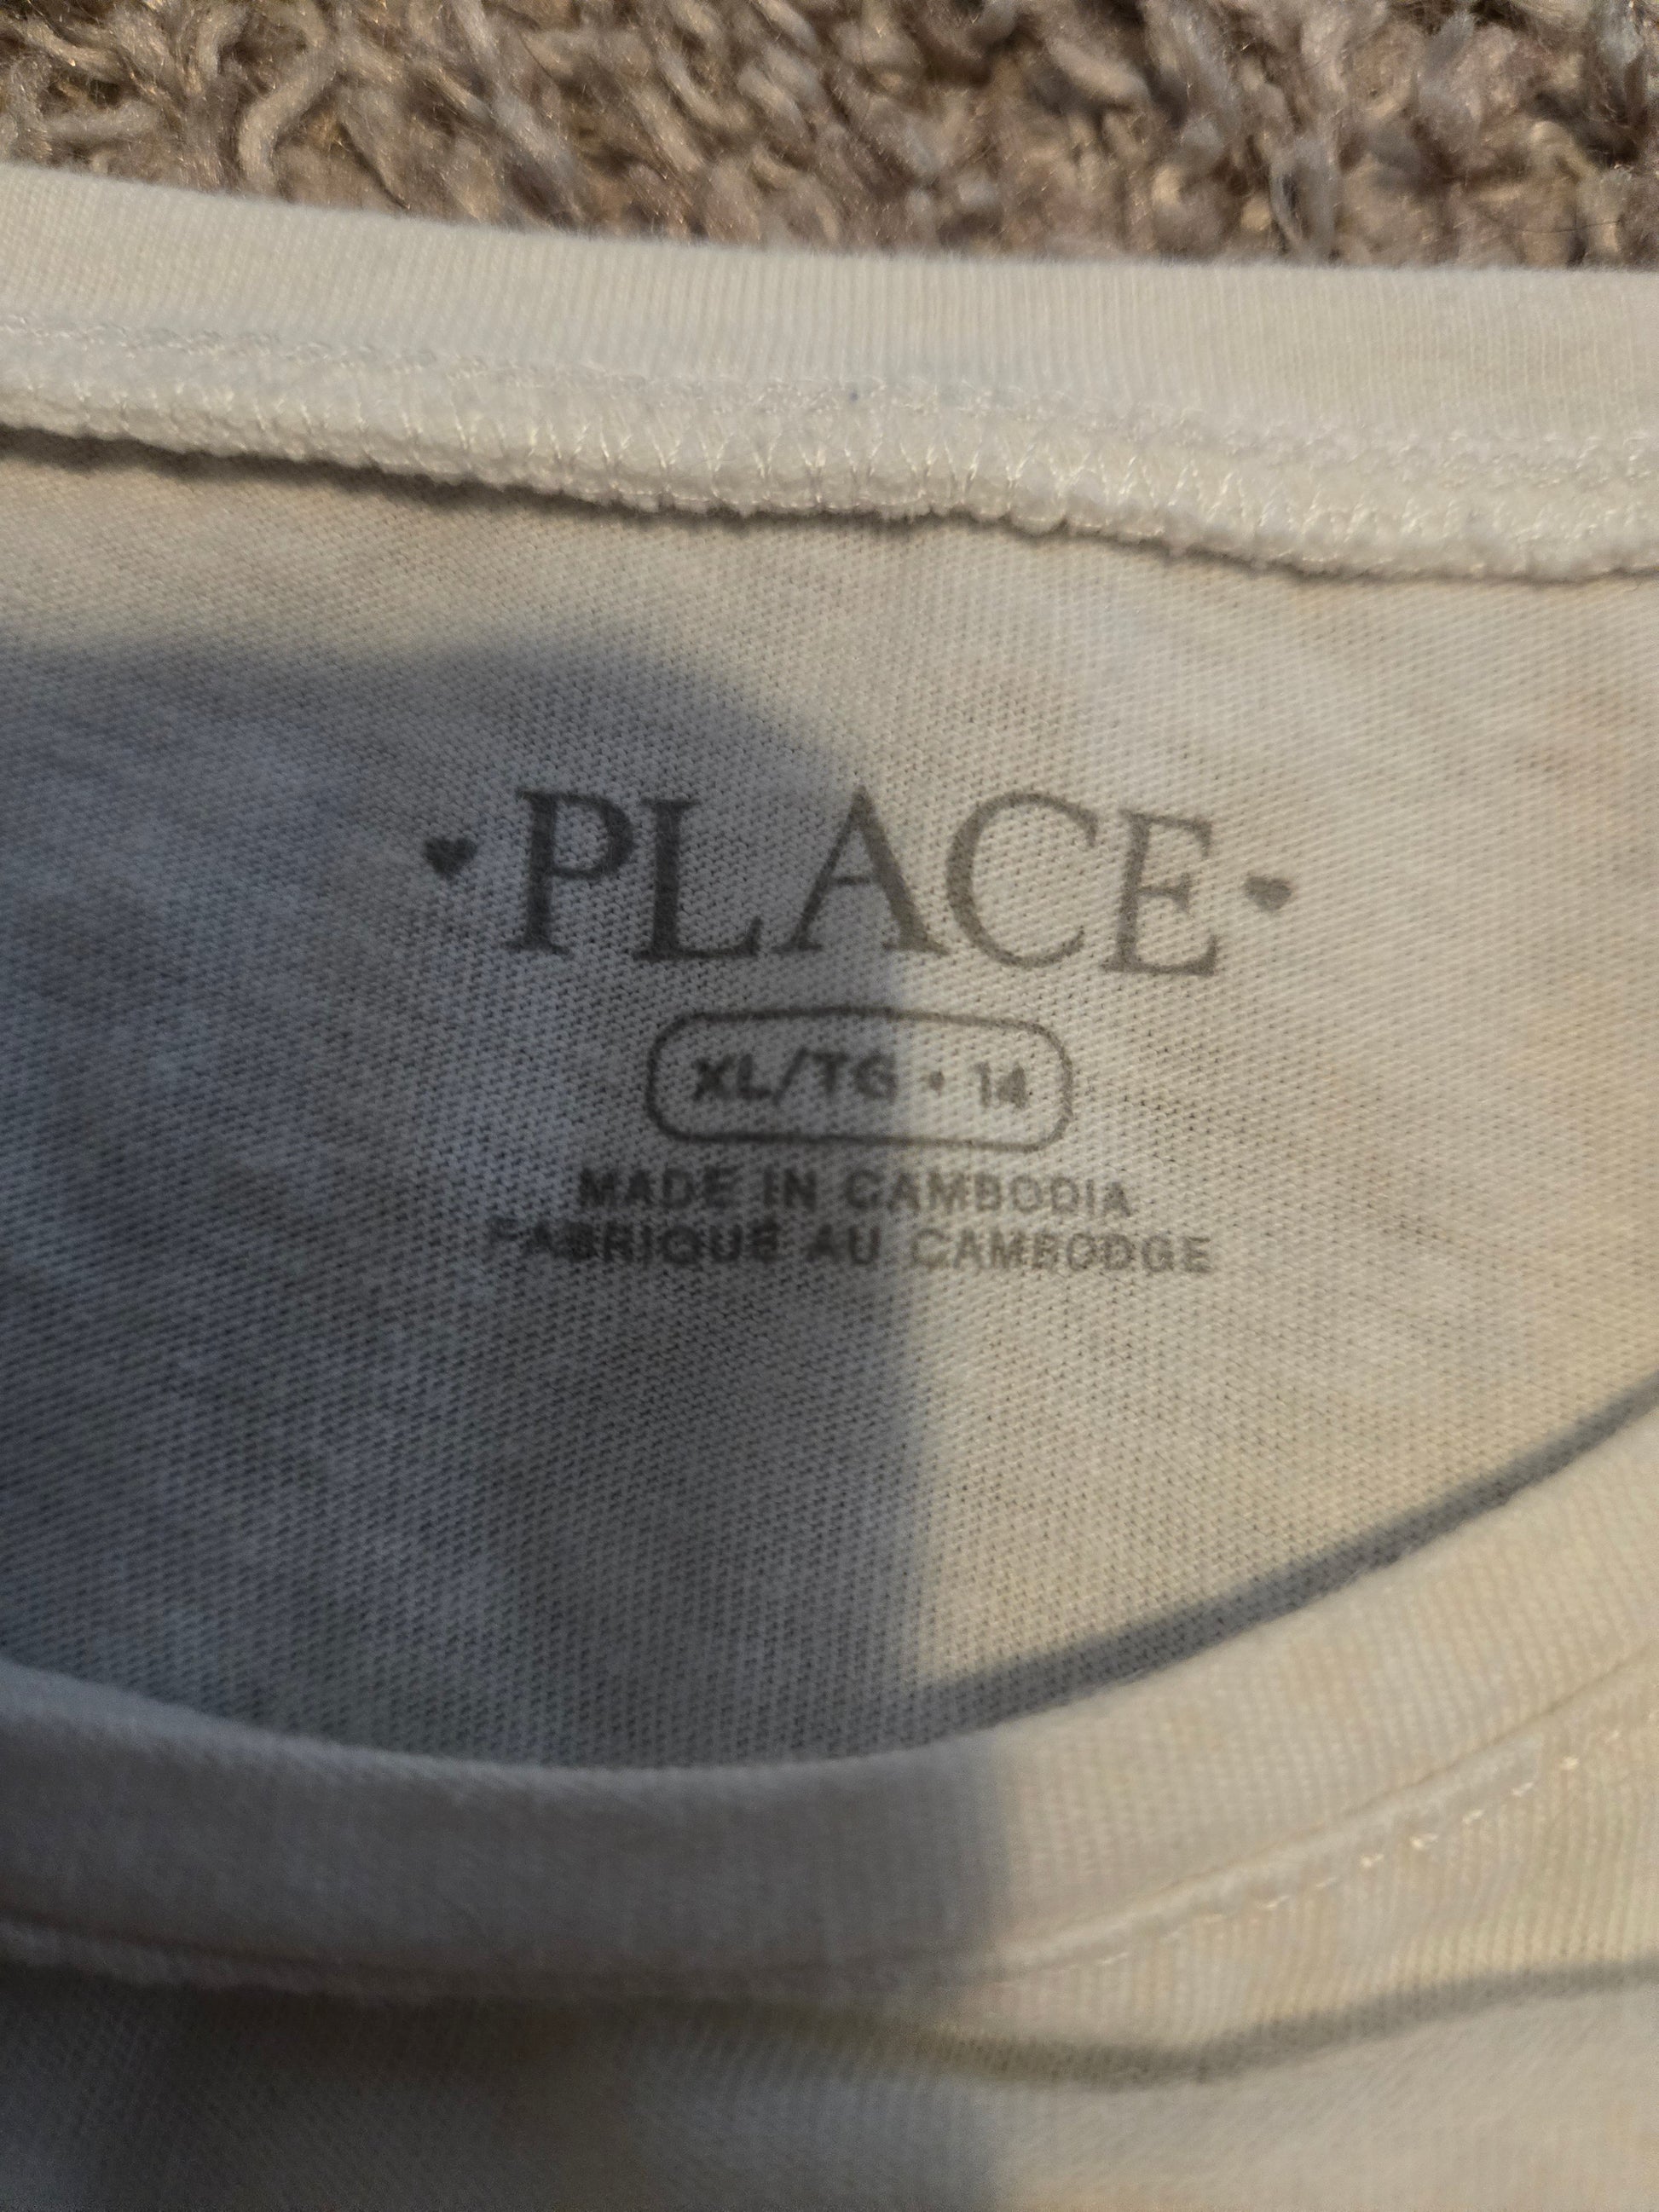 ♥PLACE♥
XL/TG • 14
MADE IN CAMBODIA
FABRIQUÉ AU CAMBODGE